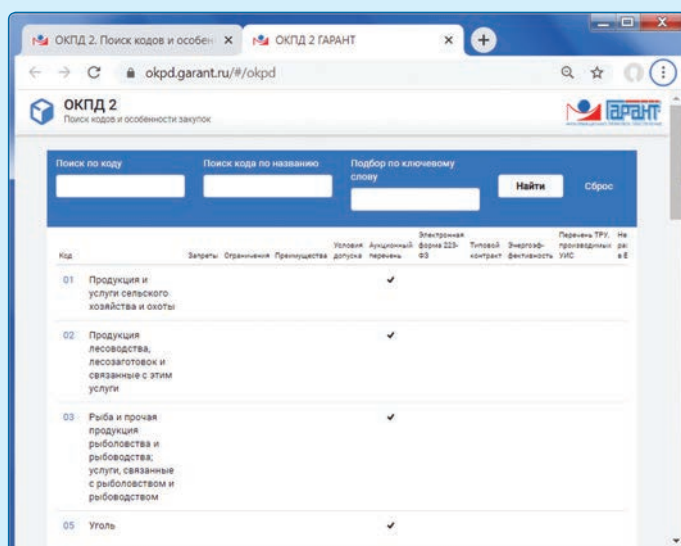 ОКПД 2. Поиск кодов и особен
ОКПД 2 ГАРАНТ
okpd.garant.ru/#/okpd
ОКПД 2
Поиск кодов и особенности закупок
Гарант
Поиск по коду
Поиск кода по названию
Подбор по ключевому
слову
Найти
Сброс
Код
Запреты
Ограничения
Преимущества
Условия
допуска
Аукционный
перечень
Электронная
форма 223-
ФЗ
Типовой
контракт
Энергоэф-
фективность
Перечень ТРУ,
производимых
УИС
Не
раз
в Е
01 Продукция и
услуги сельского
хозяйства и охоты
02 Продукция
лесоводства,
лесозаготовок и
связанные с этим
услуги
03 Рыба и прочая
продукция
рыболовства и
рыбоводства;
услуги, связанные
с рыболовством и
рыбоводством
05 Уголь